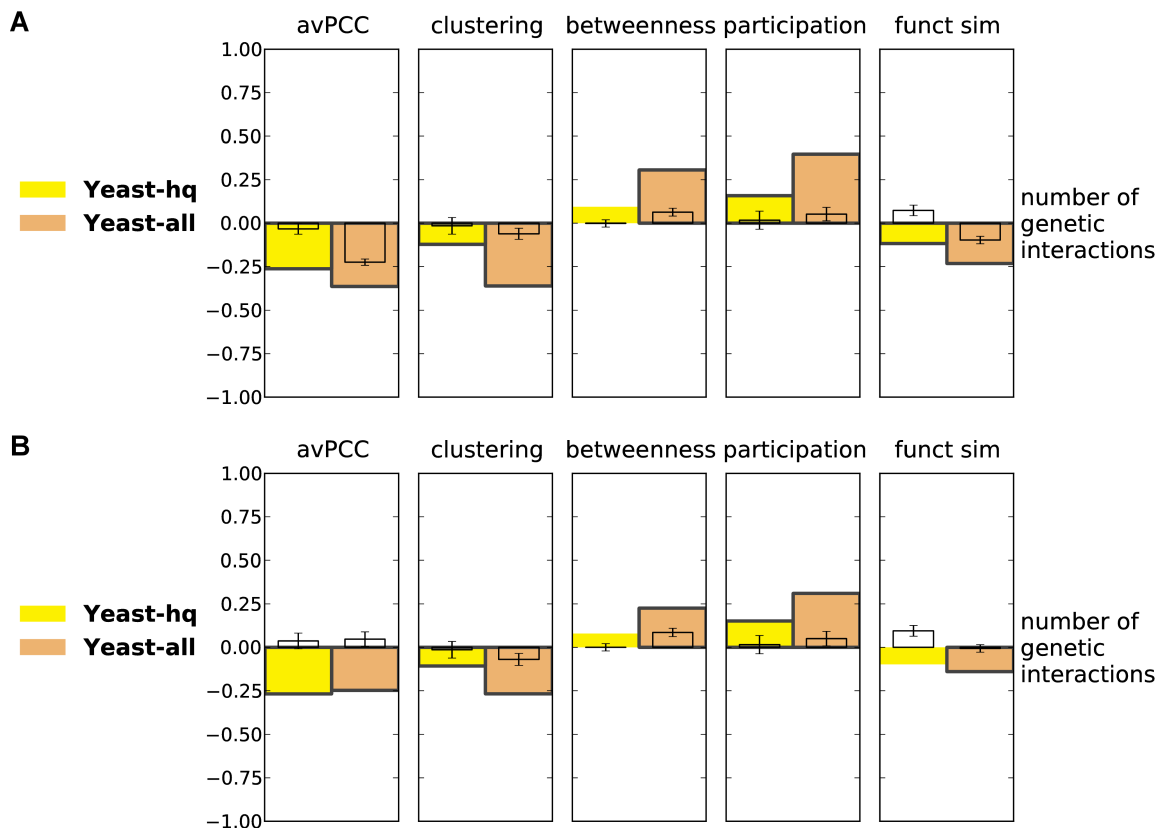 A
avPCC clustering betweenness participation funct sim
1.00
0.75
0.50
0.25
0.00
−0.25
−0.50
−0.75
−1.00
Yeast-hq
Yeast-all
number of
genetic
interactions
B
avPCC clustering betweenness participation funct sim
1.00
0.75
0.50
0.25
0.00
−0.25
−0.50
−0.75
−1.00
Yeast-hq
Yeast-all
number of
genetic
interactions